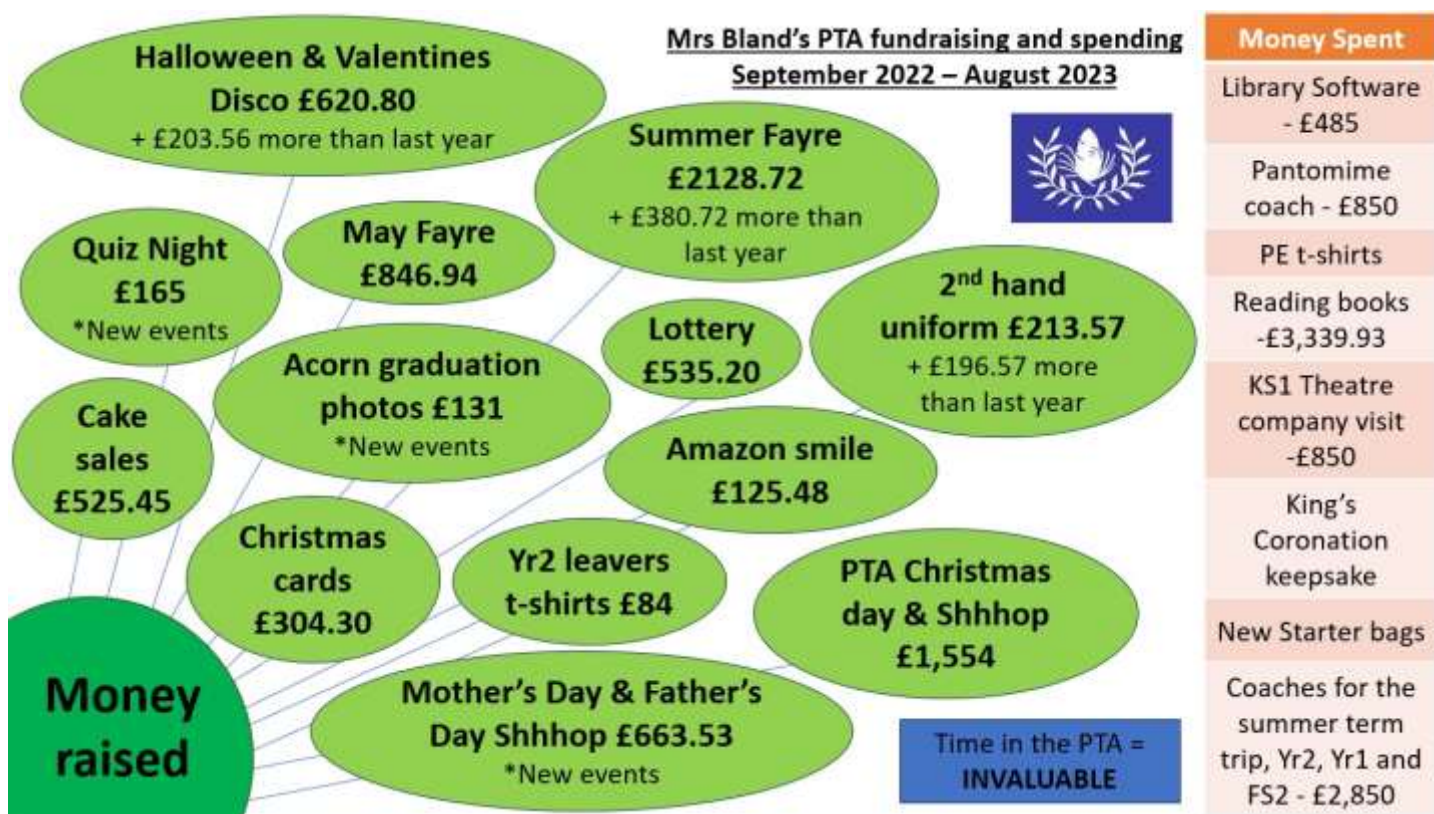 Mrs Bland's PTA fundraising and spending
September 2022 – August 2023
Halloween & Valentines
Disco £620.80
+ £203.56 more than last year
Summer Fayre
£2128.72
+ £380.72 more than
last year
Quiz Night
£165
*New events
May Fayre
£846.94
2nd hand
uniform £213.57
+ £196.57 more
than last year
Lottery
£535.20
Acorn graduation
photos £131
*New events
Cake
sales
£525.45
Amazon smile
£125.48
Christmas
cards
£304.30
Yr2 leavers
t-shirts £84
PTA Christmas
day & Shhhop
£1,554
Mother's Day & Father's
Day Shhhop £663.53
*New events
Money
raised
Time in the PTA =
INVALUABLE
Money Spent
Library Software
- £485
Pantomime
coach - £850
PE t-shirts
Reading books
-£3,339.93
KS1 Theatre
company visit
-£850
King's
Coronation
keepsake
New Starter bags
Coaches for the
summer term
trip, Yr2, Yr1 and
FS2 - £2,850